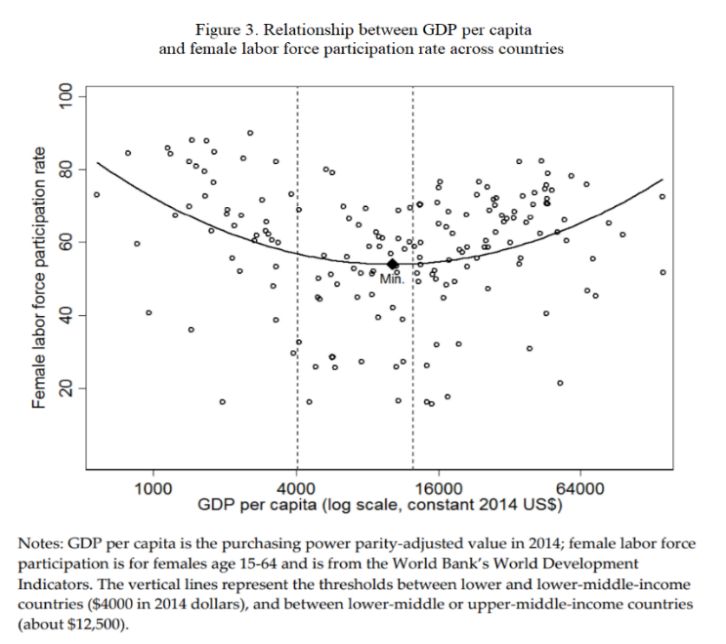 Figure 3. Relationship between GDP per capita
and female labor force participation rate across countries
Female labor force participation rate
100
80
60
40
20
Min.
1000 4000 16000 64000
GDP per capita (log scale, constant 2014 US$)
Notes: GDP per capita is the purchasing power parity-adjusted value in 2014; female labor force
participation is for females age 15-64 and is from the World Bank's World Development
Indicators. The vertical lines represent the thresholds between lower and lower-middle-income
countries ($4000 in 2014 dollars), and between lower-middle or upper-middle-income countries
(about $12,500).